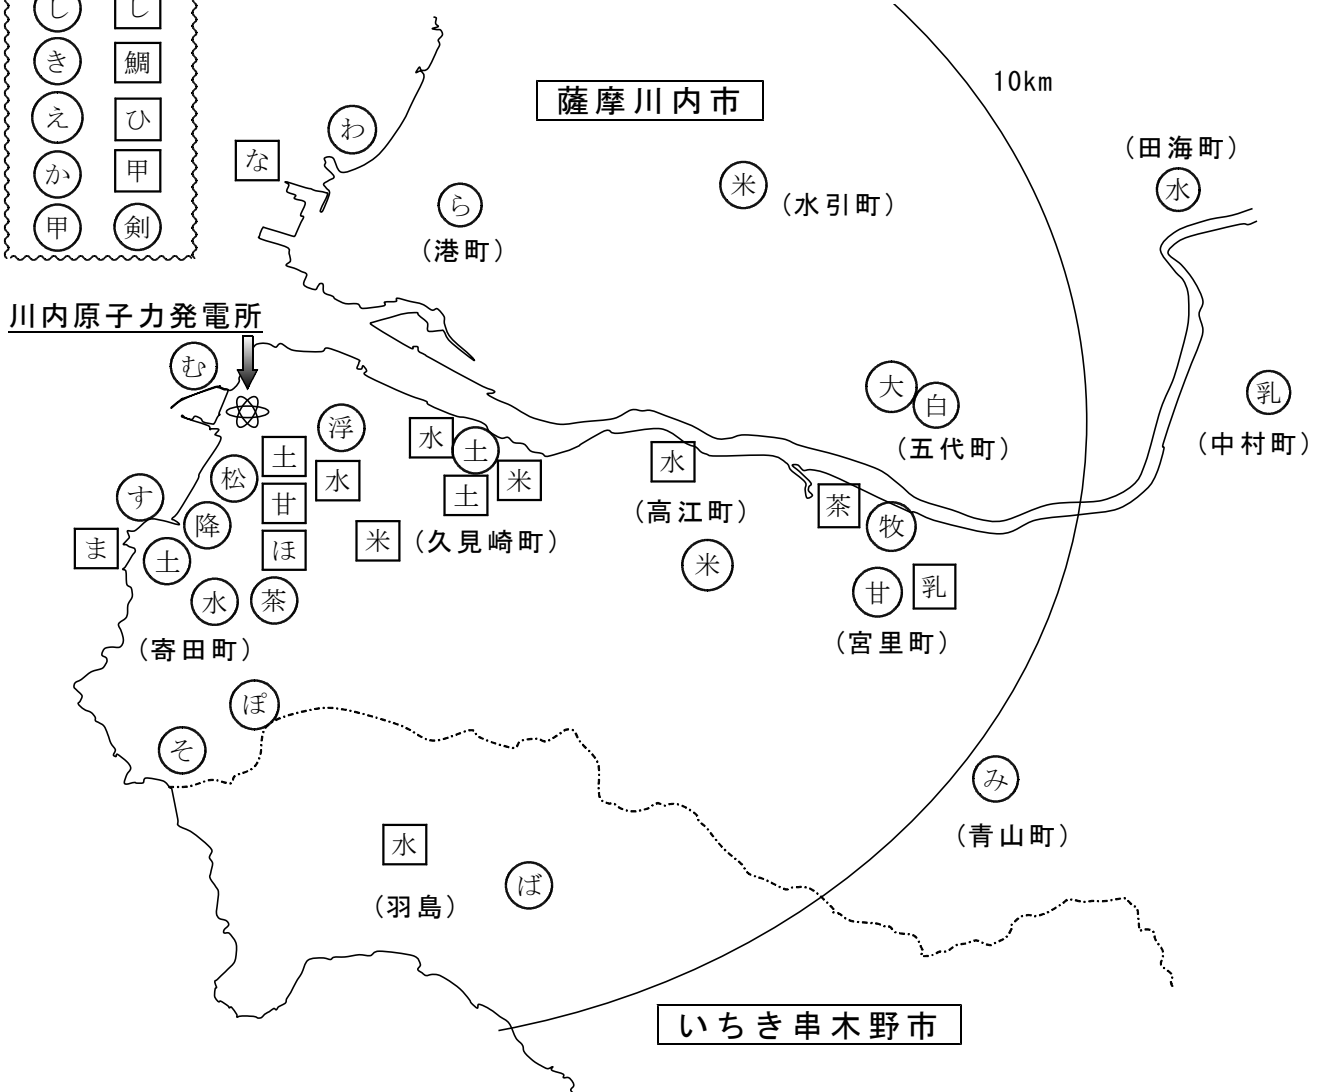 じ し
き 鯛
え ひ
か 甲
甲 剣
薩摩川内市
10km
わ
な
(田海町)
水
米
(水引町)
ら
(港町)
川内原子力発電所
む
大
白
(五代町)
乳
(中村町)
浮
水
土
土
米
土
松
水
甘
す
降
ほ
ま
土
米
(久見崎町)
水
(高江町)
米
茶
牧
甘
乳
(宮里町)
水
茶
(寄田町)
ぽ
そ
み
(青山町)
水
(羽島)
ば
いちき串木野市